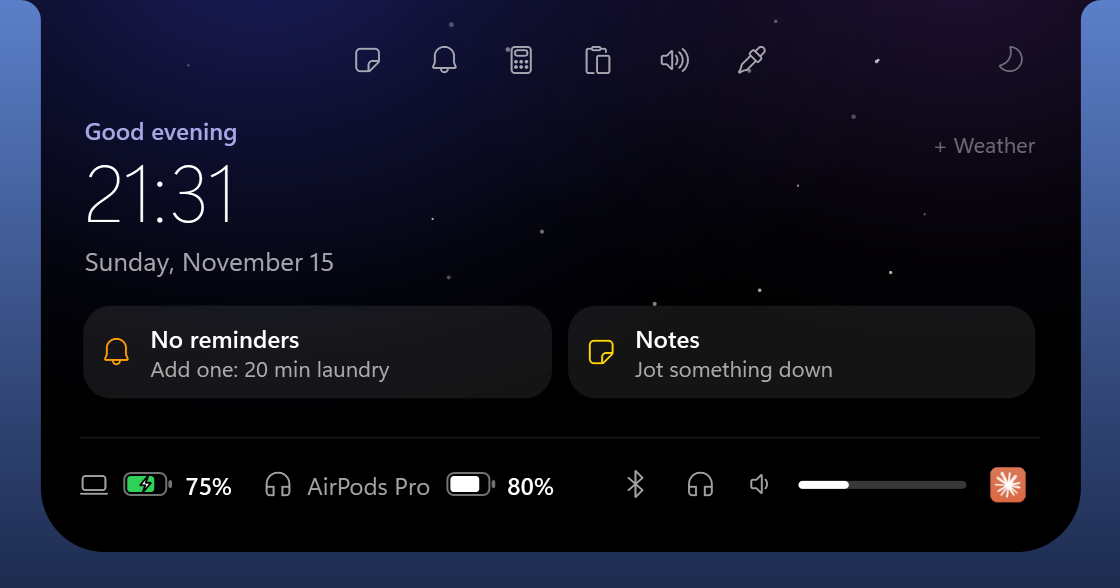 Good evening
+ Weather
21:31
Sunday, November 15
No reminders
Add one: 20 min laundry
Notes
Jot something down
75%
AirPods Pro
80%